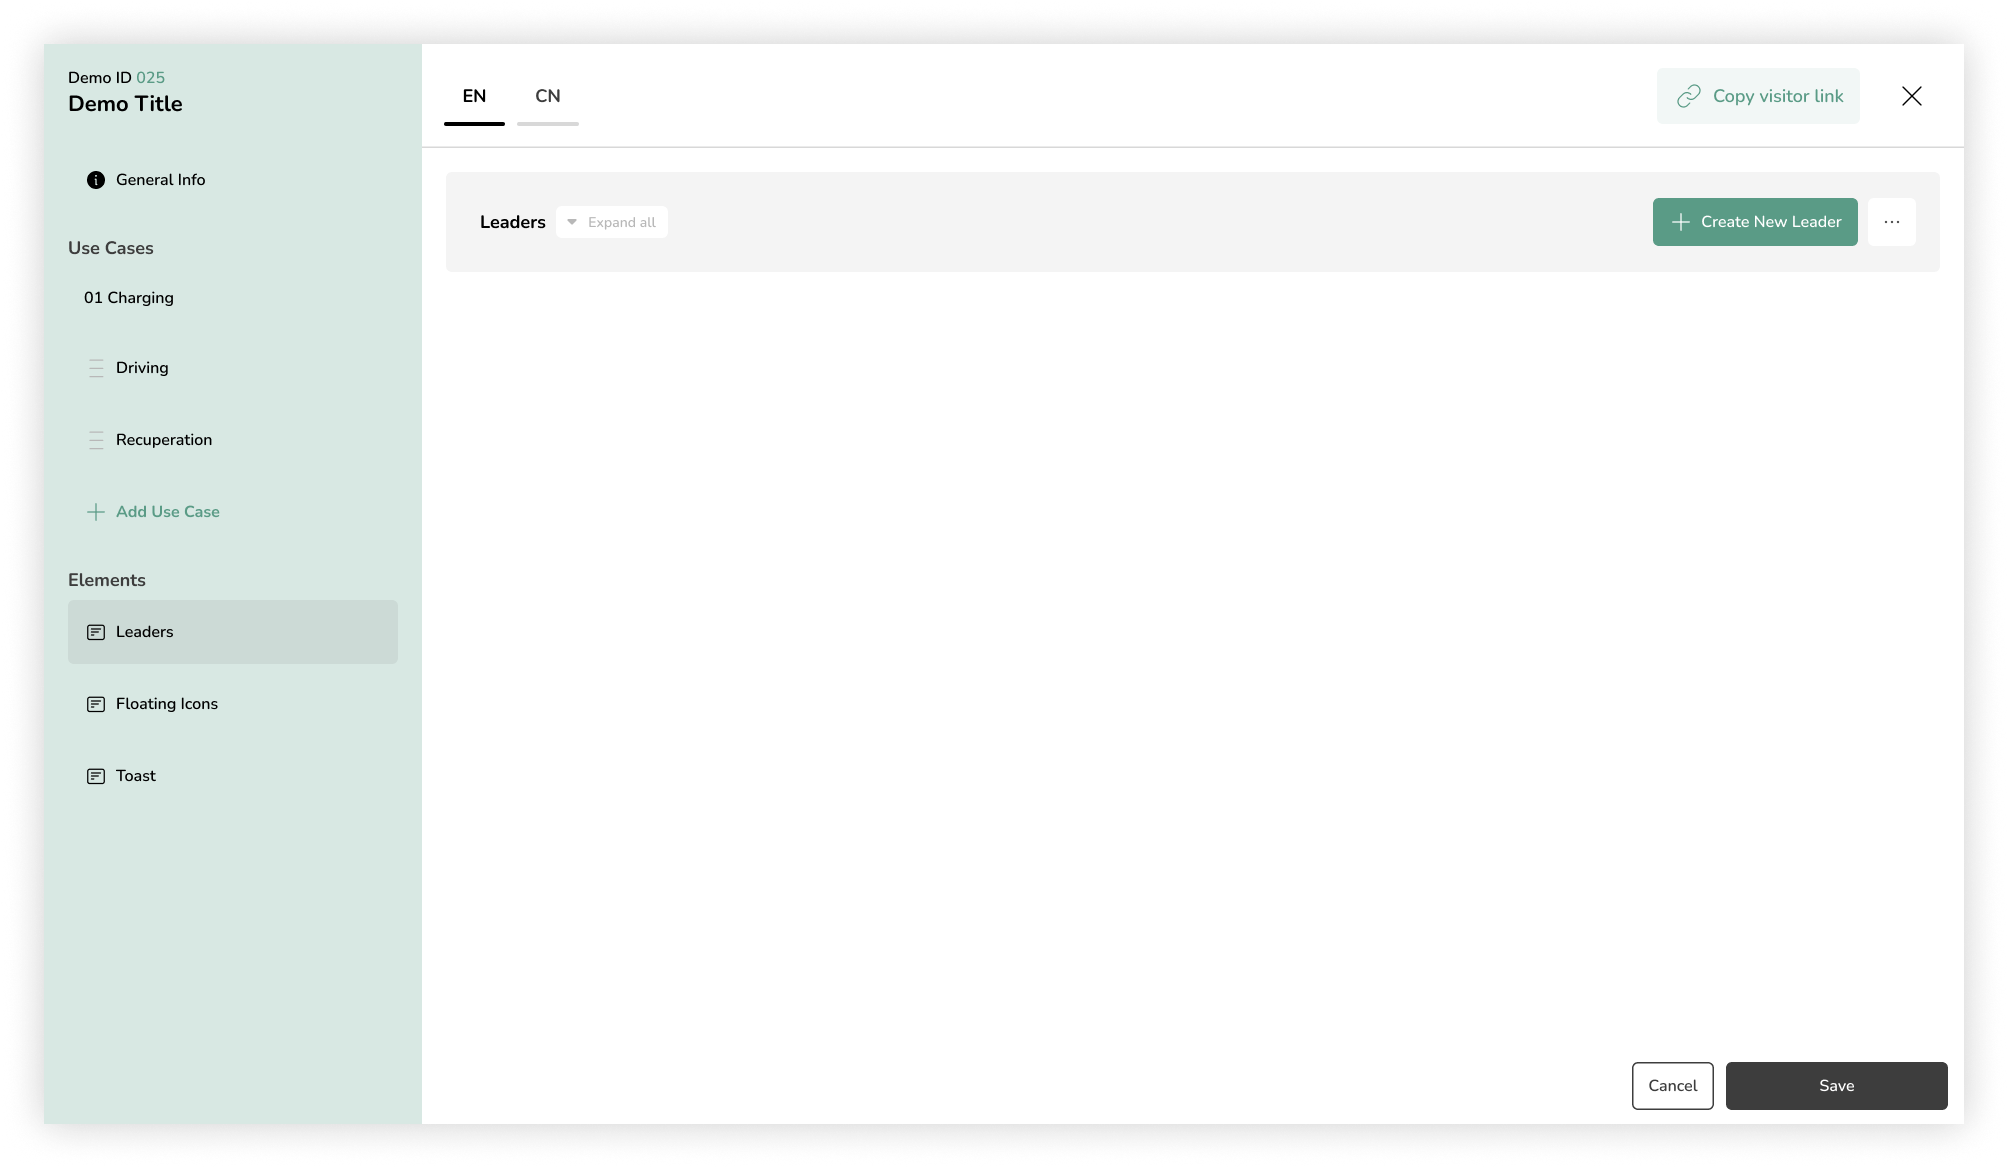 Demo ID 025
Demo Title
General Info
Use Cases
01 Charging
Driving
Recuperation
Add Use Case
Elements
Leaders
Floating Icons
Toast
EN
CN
Copy visitor link
Leaders
Expand all
Create New Leader
...
Cancel
Save